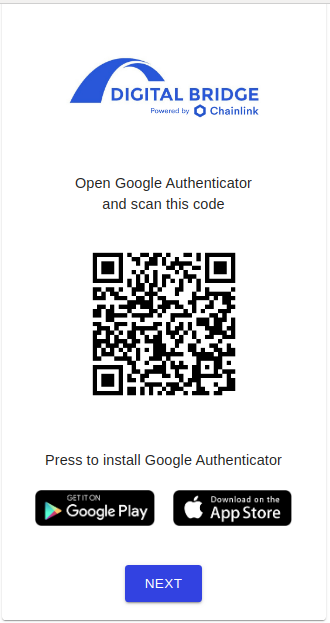 DIGITAL BRIDGE
Powered by Chainlink
Open Google Authenticator
and scan this code
Press to install Google Authenticator
GET IT ON
Google Play
Download on the
App Store
NEXT